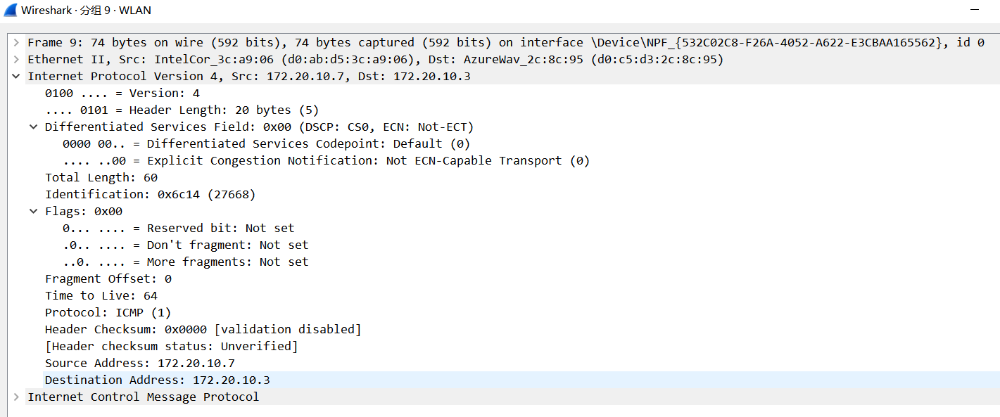 Wireshark · 分组 9 · WLAN
Frame 9: 74 bytes on wire (592 bits), 74 bytes captured (592 bits) on interface \Device\NPF_{532C02C8-F26A-4052-A622-E3CBAA165562}, id 0
Ethernet II, Src: IntelCor_3c:a9:06 (d0:ab:d5:3c:a9:06), Dst: AzureWav_2c:8c:95 (d0:c5:d3:2c:8c:95)
Internet Protocol Version 4, Src: 172.20.10.7, Dst: 172.20.10.3
0100 .... = Version: 4
.... 0101 = Header Length: 20 bytes (5)
Differentiated Services Field: 0x00 (DSCP: CS0, ECN: Not-ECT)
0000 00.. = Differentiated Services Codepoint: Default (0)
.... ..00 = Explicit Congestion Notification: Not ECN-Capable Transport (0)
Total Length: 60
Identification: 0x6c14 (27668)
Flags: 0x00
0... .... = Reserved bit: Not set
.0.. .... = Don't fragment: Not set
..0. .... = More fragments: Not set
Fragment Offset: 0
Time to Live: 64
Protocol: ICMP (1)
Header Checksum: 0x0000 [validation disabled]
[Header checksum status: Unverified]
Source Address: 172.20.10.7
Destination Address: 172.20.10.3
Internet Control Message Protocol